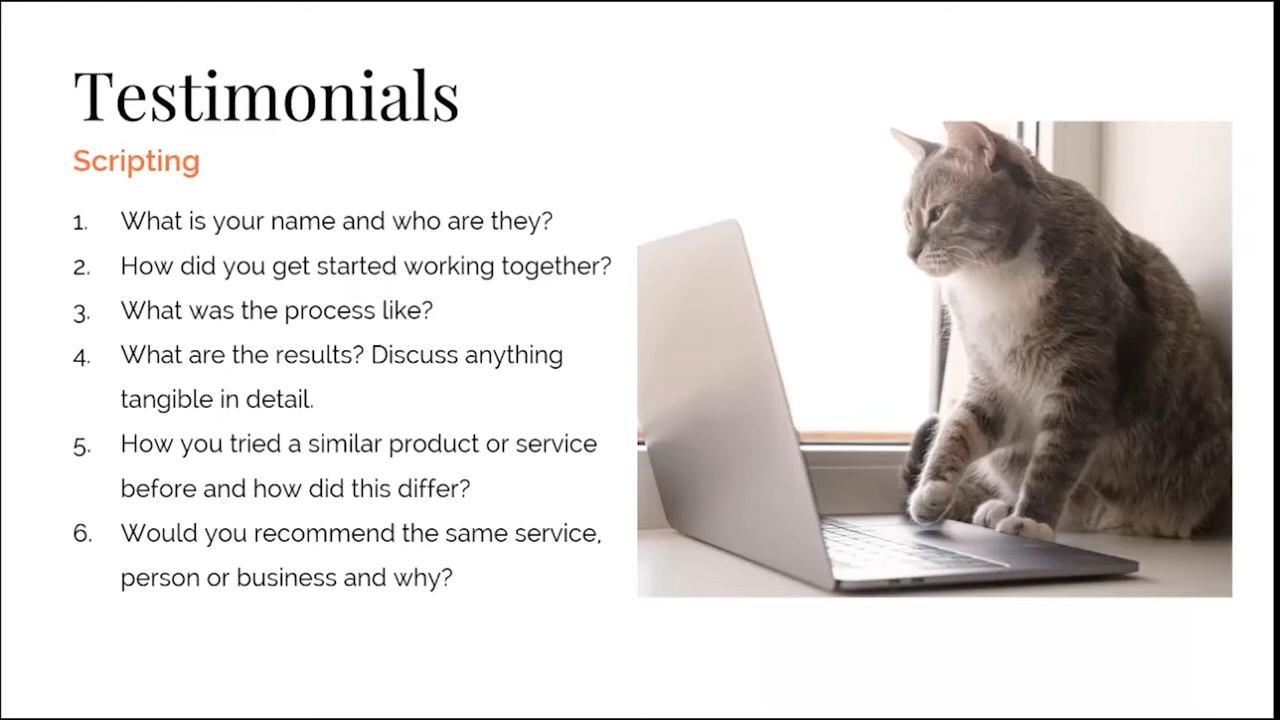 Testimonials
Scripting
1. What is your name and who are they?
2. How did you get started working together?
3. What was the process like?
4. What are the results? Discuss anything
tangible in detail.
5. How you tried a similar product or service
before and how did this differ?
6. Would you recommend the same service,
person or business and why?